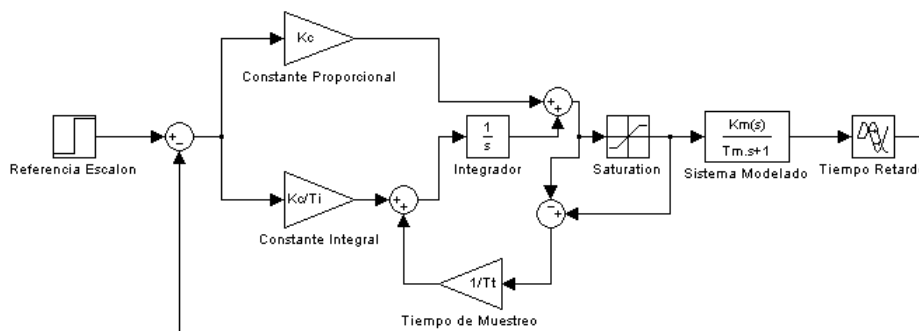 Kc
Constante Proporcional
Referencia Escalon
1
s
Integrador
Saturation
Km(s)
Tm.s+1
Sistema Modelado
Tiempo Retardo
Kc/Ti
Constante Integral
1/Tt
Tiempo de Muestreo